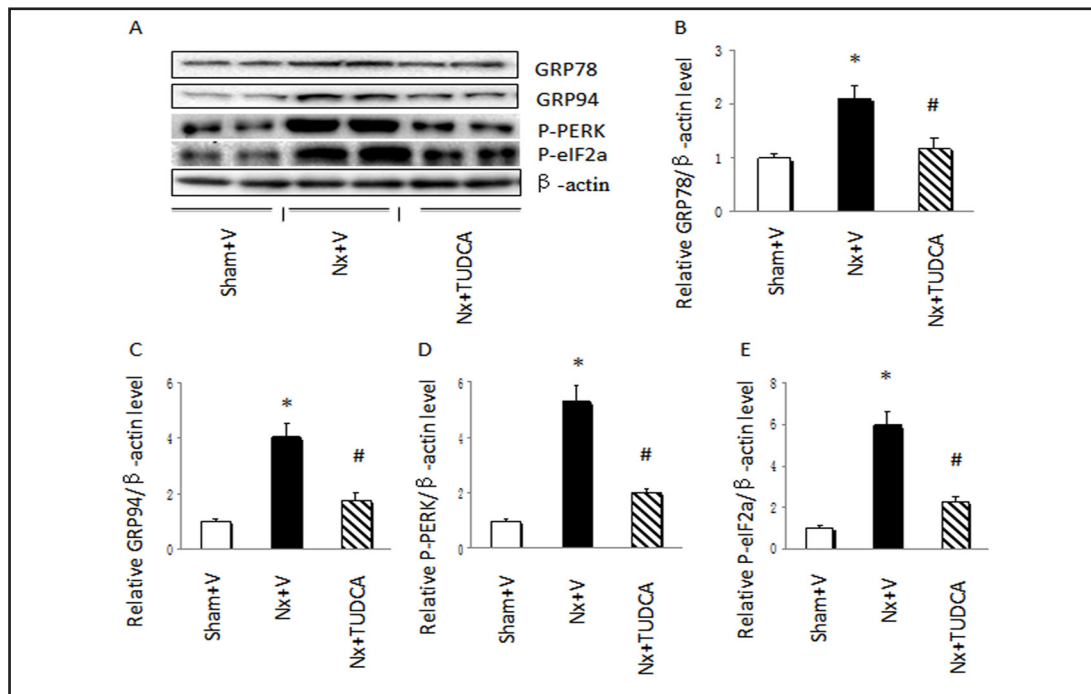 A
GRP78
GRP94
P-PERK
P-eIF2a
β-actin
Sham+V
Nx+V
Nx+TUDCA
B
Relative GRP78/β-actin level
3
2
1
0
*
#
Sham+V
Nx+V
Nx+TUDCA
C
Relative GRP94/β-actin level
6
4
2
0
*
#
Sham+V
Nx+V
Nx+TUDCA
D
Relative P-PERK/β-actin level
6
4
2
0
*
#
Sham+V
Nx+V
Nx+TUDCA
E
Relative P-eIF2a/β-actin level
8
6
4
2
0
*
#
Sham+V
Nx+V
Nx+TUDCA